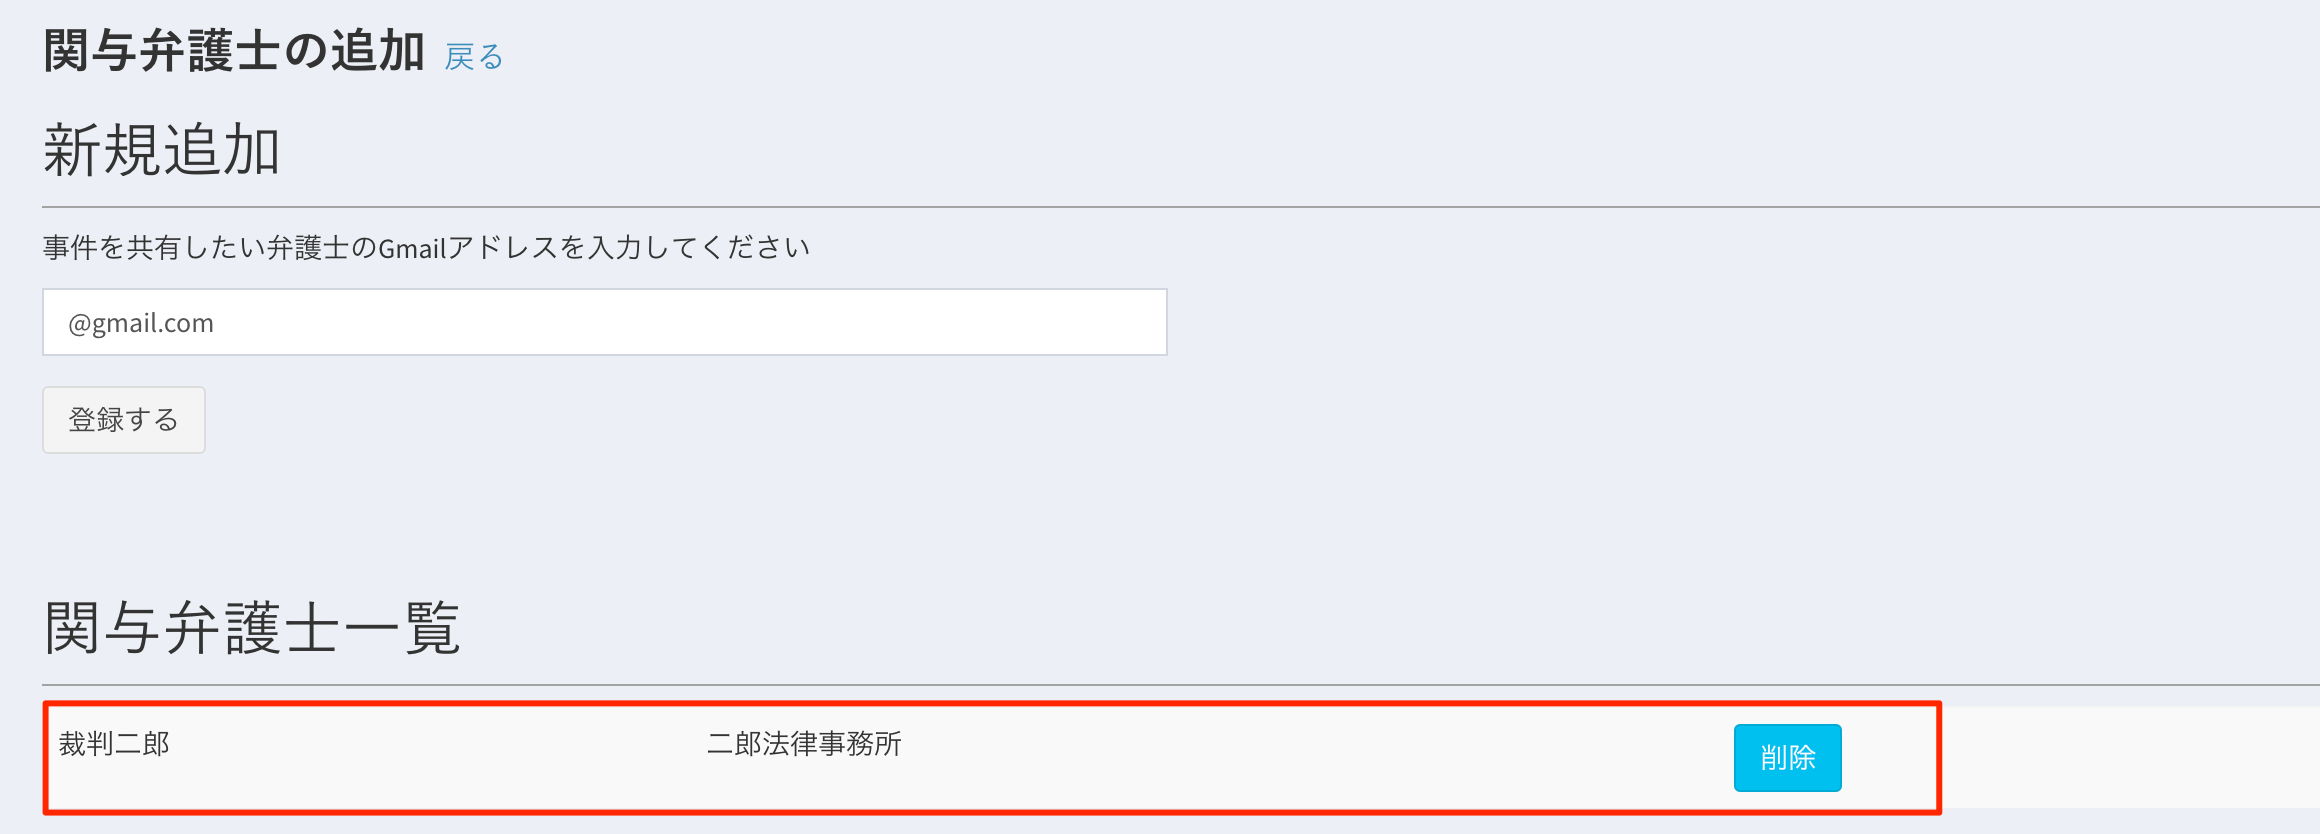 関与弁護士の追加 戻る
新規追加
事件を共有したい弁護士のGmailアドレスを入力してください
@gmail.com
登録する
関与弁護士一覧
裁判二郎 二郎法律事務所 削除